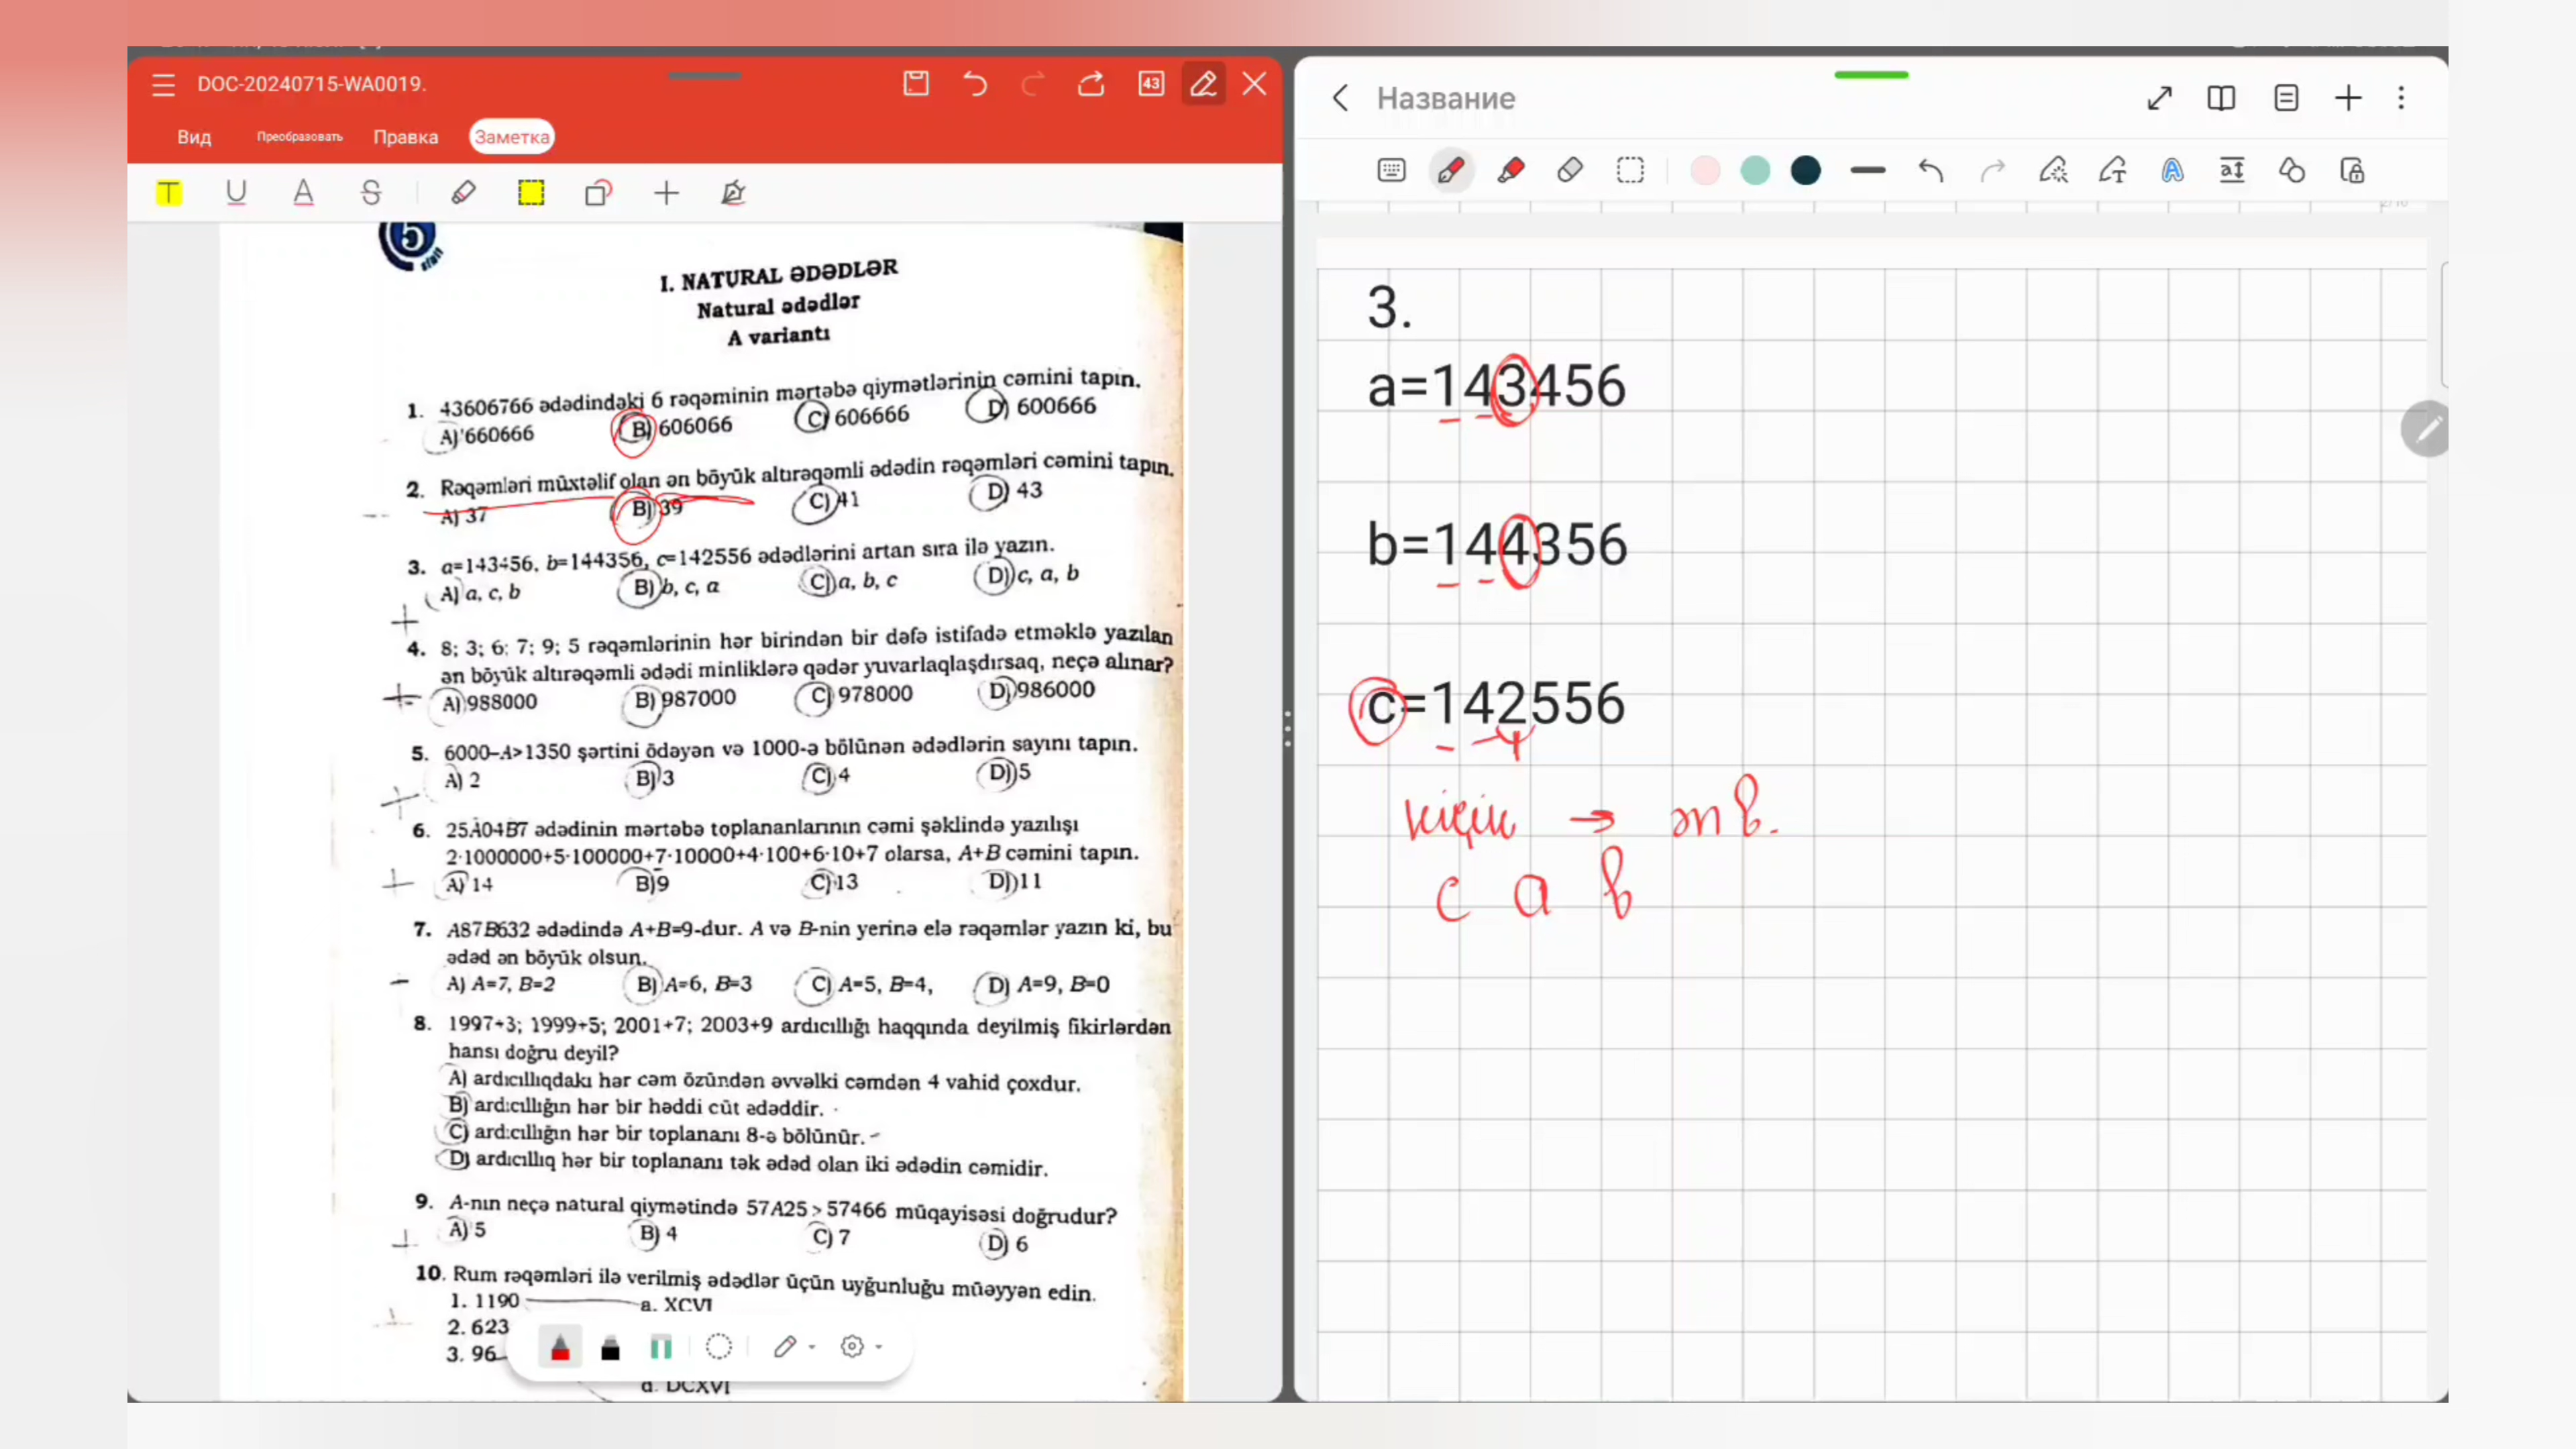 DOC-20240715-WA0019.
43
Вид Преобразовать Правка Заметка
5
sinif
I. NATURAL ƏDƏDLƏR
Natural ədədlər
A variantı
1. 43606766 ədədindəki 6 rəqəminin mərtəbə qiymətlərinin cəmini tapın.
A) 660666 B) 606066 C) 606666 D) 600666
2. Rəqəmləri müxtəlif olan ən böyük altırəqəmli ədədin rəqəmləri cəmini tapın.
A) 37 B) 39 C) 41 D) 43
3. a=143456, b=144356, c=142556 ədədlərini artan sıra ilə yazın.
A) a, c, b B) b, c, a C) a, b, c D) c, a, b
4. 8; 3; 6; 7; 9; 5 rəqəmlərinin hər birindən bir dəfə istifadə etməklə yazılan
ən böyük altırəqəmli ədədi minliklərə qədər yuvarlaqlaşdırsaq, neçə alınar?
A) 988000 B) 987000 C) 978000 D) 986000
5. 6000–A>1350 şərtini ödəyən və 1000-ə bölünən ədədlərin sayını tapın.
A) 2 B) 3 C) 4 D) 5
6. 25A04B7 ədədinin mərtəbə toplananlarının cəmi şəklində yazılışı
2·1000000+5·100000+7·10000+4·100+6·10+7 olarsa, A+B cəmini tapın.
A) 14 B) 9 C) 13 D) 11
7. A87B632 ədədində A+B=9-dur. A və B-nin yerinə elə rəqəmlər yazın ki, bu
ədəd ən böyük olsun.
A) A=7, B=2 B) A=6, B=3 C) A=5, B=4, D) A=9, B=0
8. 1997+3; 1999+5; 2001+7; 2003+9 ardıcıllığı haqqında deyilmiş fikirlərdən
hansı doğru deyil?
A) ardıcıllıqdakı hər cəm özündən əvvəlki cəmdən 4 vahid çoxdur.
B) ardıcıllığın hər bir həddi cüt ədəddir.
C) ardıcıllığın hər bir toplananı 8-ə bölünür.
D) ardıcıllıq hər bir toplananı tək ədəd olan iki ədədin cəmidir.
9. A-nın neçə natural qiymətində 57A25 > 57466 müqayisəsi doğrudur?
A) 5 B) 4 C) 7 D) 6
10. Rum rəqəmləri ilə verilmiş ədədlər üçün uyğunluğu müəyyən edin.
1. 1190 a. XCVI
2. 623
3. 96
d. DCXVI
Название
3.
a=143456
b=144356
c=142556
kiçik → ən b.
c a b